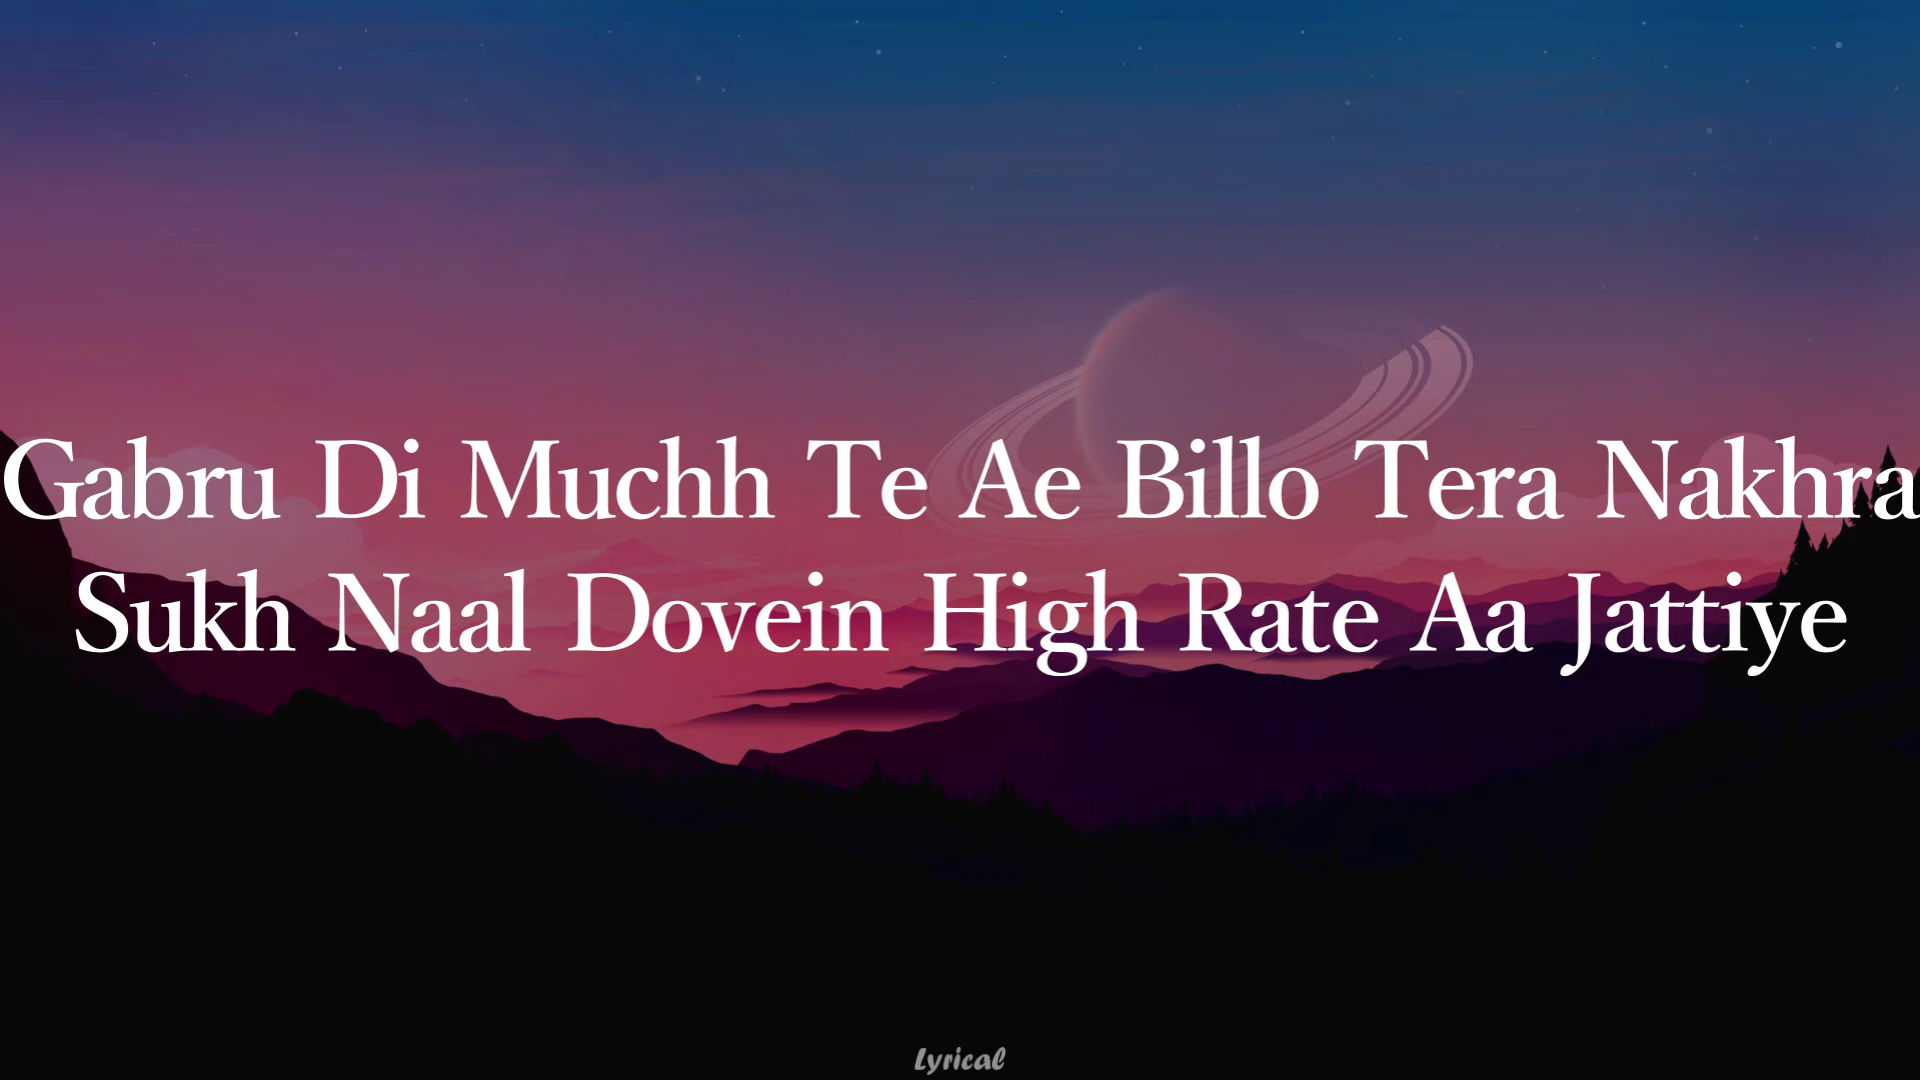 Gabru Di Muchh Te Ae Billo Tera Nakhra
Sukh Naal Dovein High Rate Aa Jattiye
Lyrical